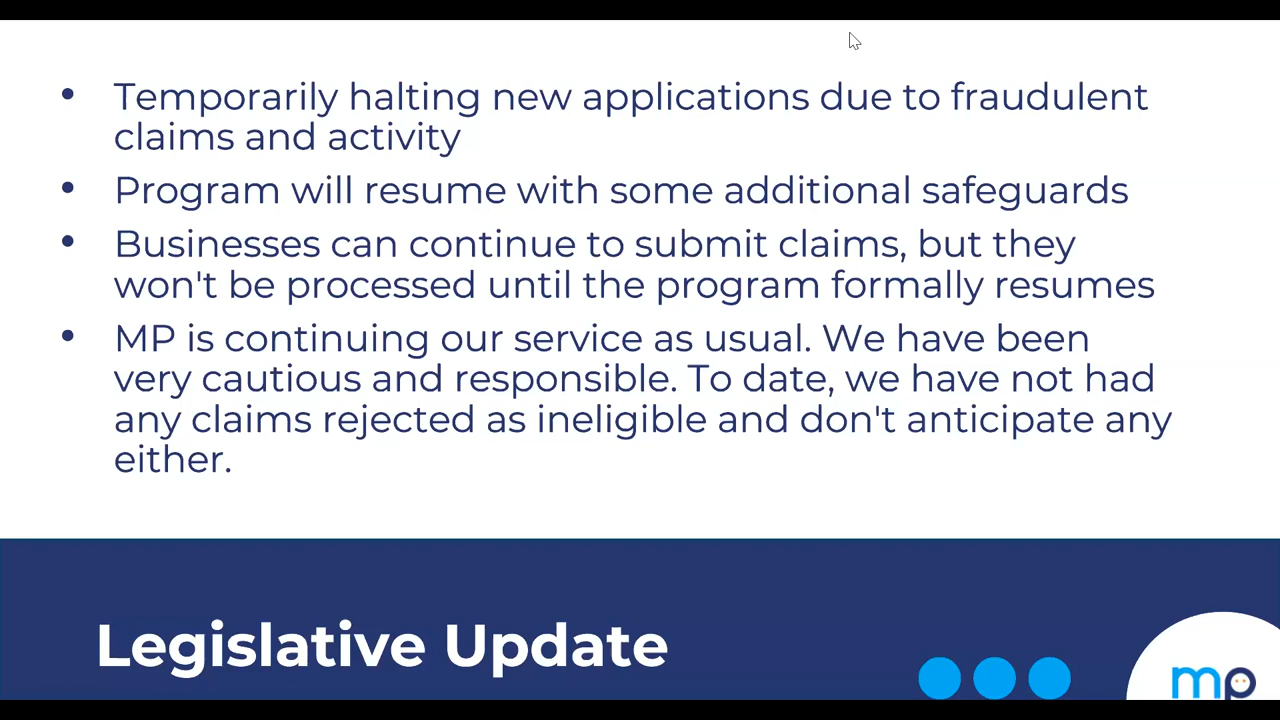 • Temporarily halting new applications due to fraudulent
claims and activity
• Program will resume with some additional safeguards
• Businesses can continue to submit claims, but they
won't be processed until the program formally resumes
• MP is continuing our service as usual. We have been
very cautious and responsible. To date, we have not had
any claims rejected as ineligible and don't anticipate any
either.
Legislative Update
mp